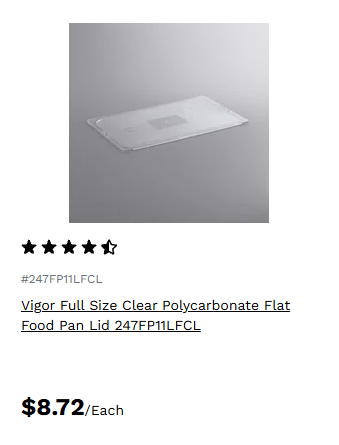 #247FP11LFCL
Vigor Full Size Clear Polycarbonate Flat
Food Pan Lid 247FP11LFCL
$8.72/Each